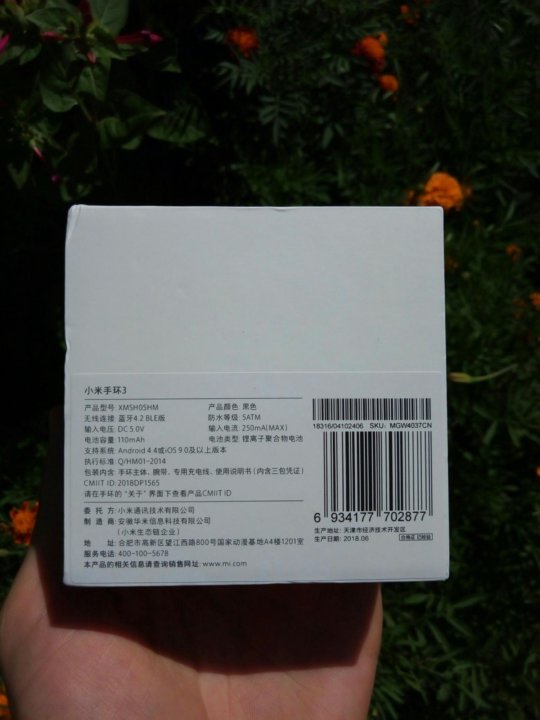 小米手环3
产品型号: XMSH05HM 产品颜色: 黑色
无线连接: 蓝牙4.2 BLE版 防水等级: 5ATM
输入电压: DC 5.0V 输入电流: 250mA(MAX)
电池容量: 110mAh 电池类型: 锂离子聚合物电池
支持系统: Android 4.4或iOS 9.0及以上版本
执行标准: Q/HM01-2014
包装内含: 手环主体、腕带、专用充电线、使用说明书(内含三包凭证)
CMIIT ID: 2018DP1565
请在手环的“关于”界面下查看产品CMIIT ID
委 托 方: 小米通讯技术有限公司
制 造 商: 安徽华米信息科技有限公司
(小米生态链企业)
地 址: 合肥市高新区望江西路800号国家动漫基地A4楼1201室
服务电话: 400-100-5678
本产品的相关信息请查询销售网址: www.mi.com
18316/04102406 SKU: MGW4037CN
6 934177 702877
生产地址: 天津市经济技术开发区
生产日期: 2018.06
合格证 已检验